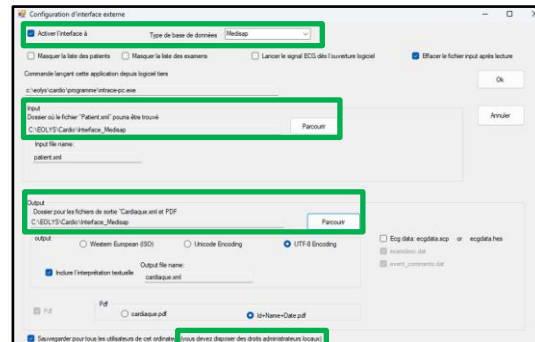 Configuration d'interface externe
Activer l'interface à Type de base de données Medisap
Masquer la liste des patients Masquer la liste des examens Lancer le signal ECG dès l'ouverture logiciel Effacer le fichier input après lecture
Commande lançant cette application depuis logiciel tiers
Ok
c:\eolys\cardio\programme\mtrace-pc.exe
Input
Dossier où le fichier "Patient.xml" pourra être trouvé
Annuler
C:\EOLYS\Cardio\Interface_Medisap Parcourir
Input file name:
patient.xml
Output
Dossier pour les fichiers de sortie "Cardiaque.xml et PDF
C:\EOLYS\Cardio\Interface_Medisap Parcourir
output
Western European (ISO) Unicode Encoding UTF-8 Encoding
Ecg data: ecgdata.scp or ecgdata.hex
examdesc.dat
event_comments.dat
Output file name:
Inclure l'interprétation textuelle
cardiaque.xml
Pdf
Pdf cardiaque.pdf Id+Name+Date.pdf
Sauvegarder pour tous les utilisateurs de cet ordinateur (vous devez disposer des droits administrateurs locaux)